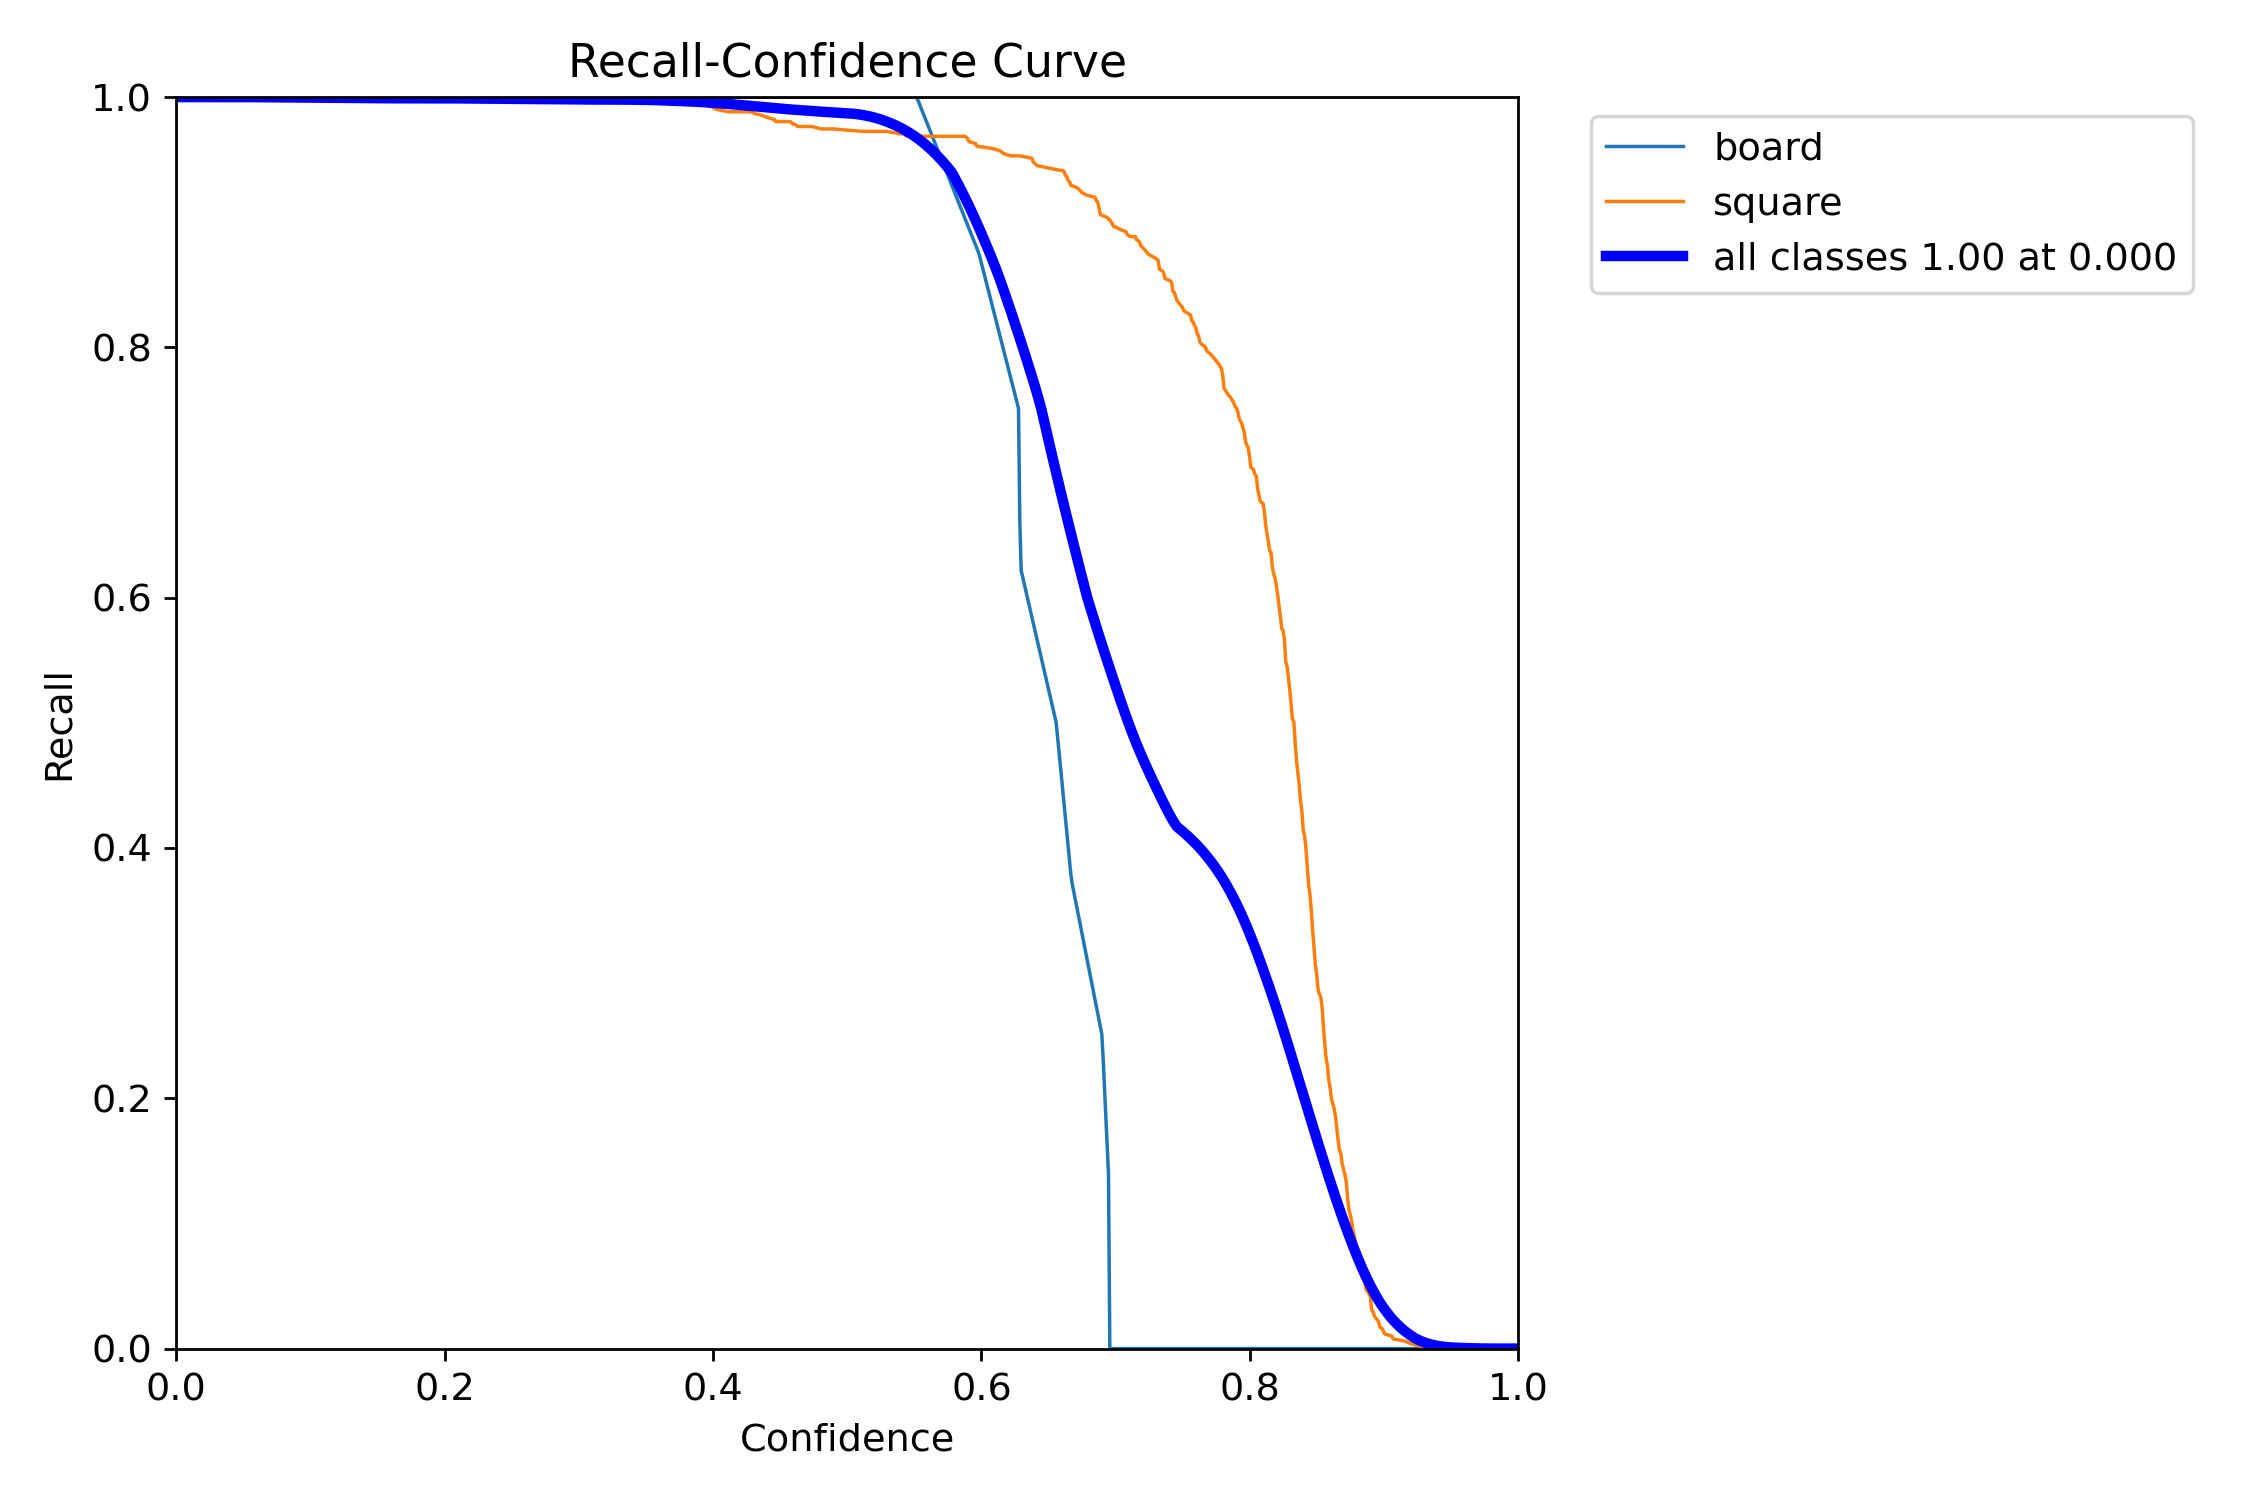 Recall-Confidence Curve
1.0
0.8
0.6
0.4
0.2
0.0
Recall
0.0 0.2 0.4 0.6 0.8 1.0
Confidence
board
square
all classes 1.00 at 0.000